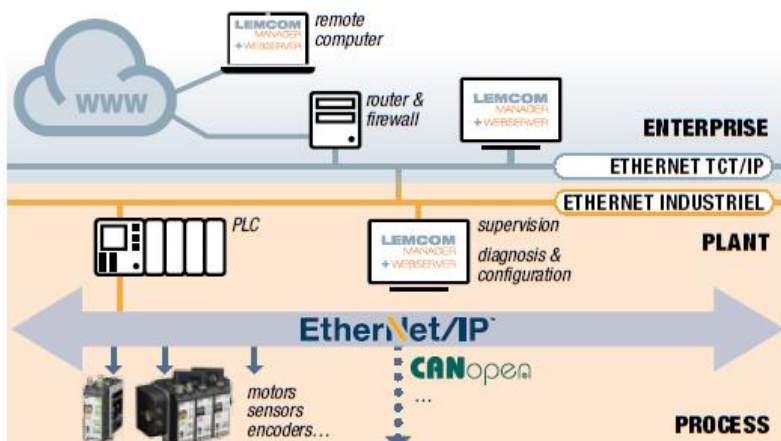 LEMCOM
MANAGER
+ WEBSERVER
remote
computer
WWW
router &
firewall
LEMCOM
MANAGER
+ WEBSERVER
ENTERPRISE
ETHERNET TCT/IP
ETHERNET INDUSTRIEL
PLC
LEMCOM
MANAGER
+ WEBSERVER
supervision
diagnosis &
configuration
PLANT
EtherNet/IP™
CANopen
...
motors
sensors
encoders...
PROCESS